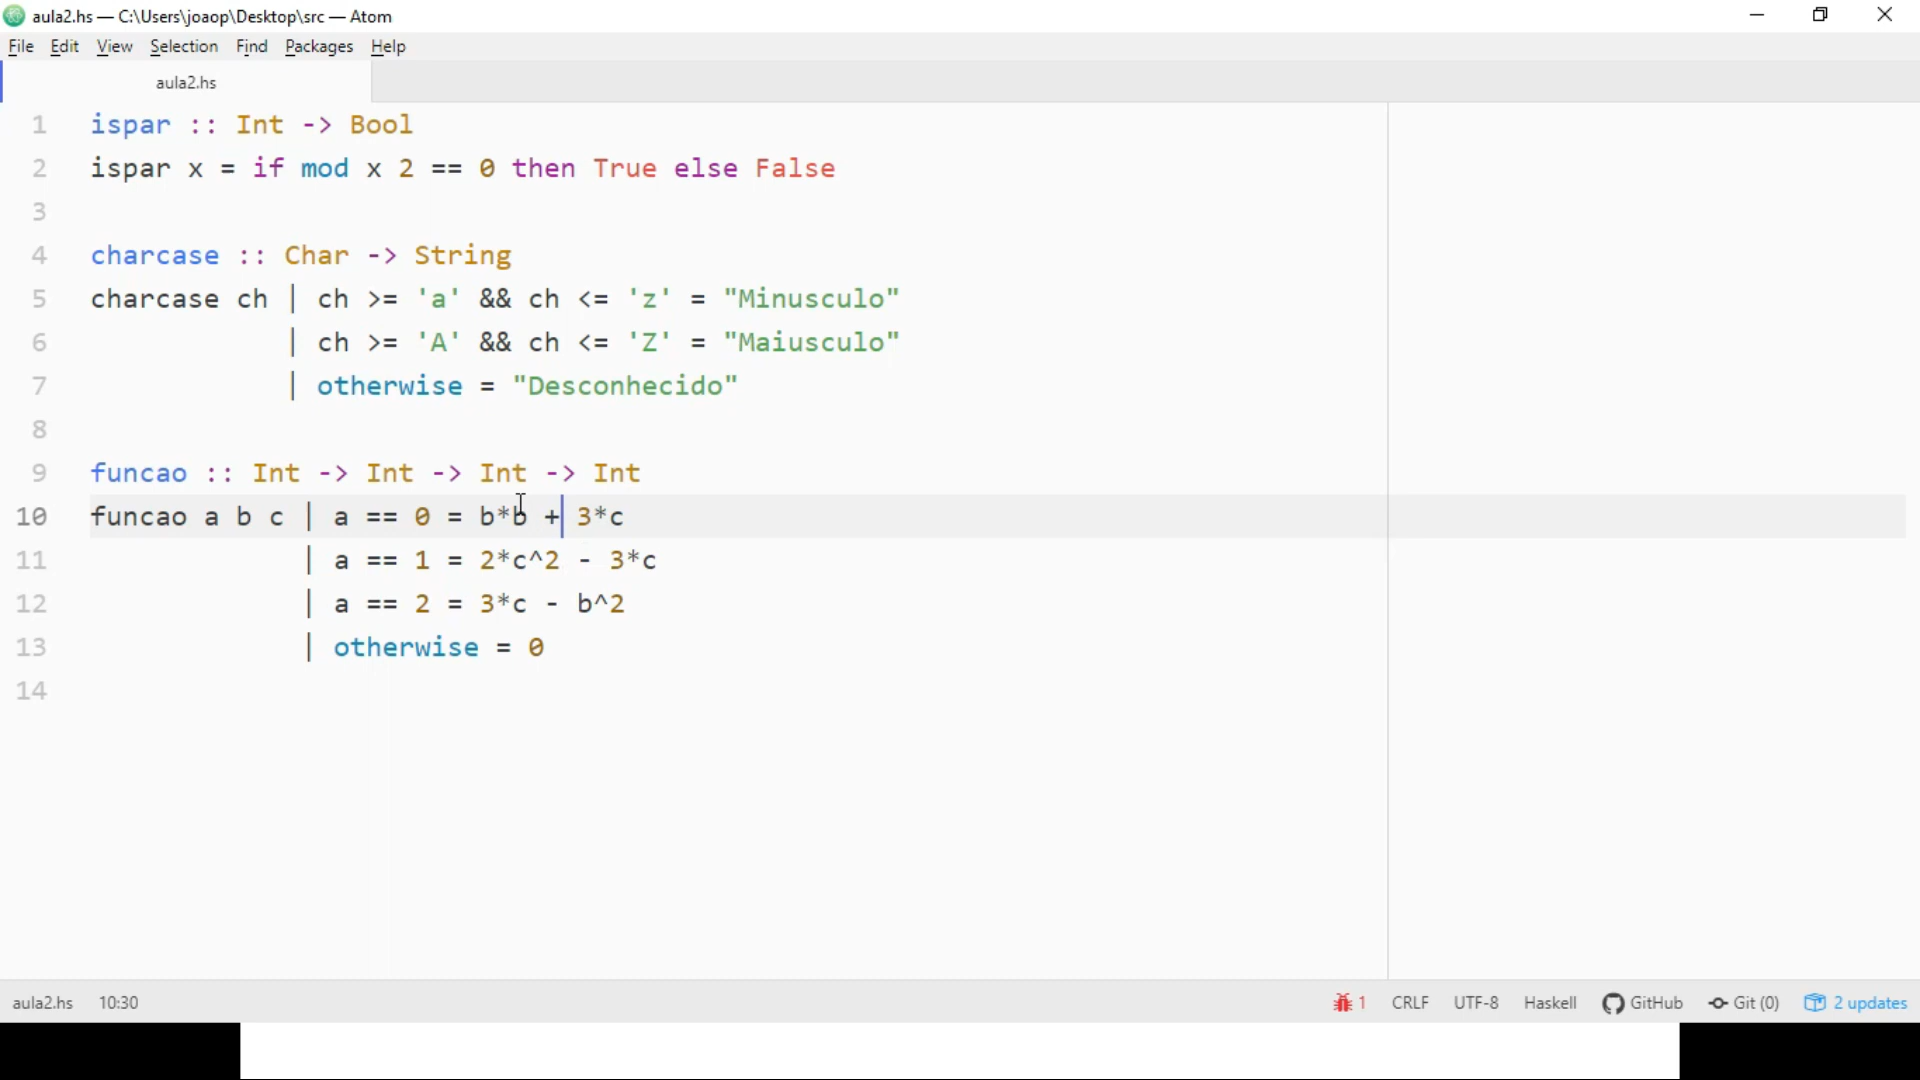 aula2.hs — C:\Users\joaop\Desktop\src — Atom
File Edit View Selection Find Packages Help
aula2.hs
1 ispar :: Int -> Bool
2 ispar x = if mod x 2 == 0 then True else False
3
4 charcase :: Char -> String
5 charcase ch | ch >= 'a' && ch <= 'z' = "Minusculo"
6 | ch >= 'A' && ch <= 'Z' = "Maiusculo"
7 | otherwise = "Desconhecido"
8
9 funcao :: Int -> Int -> Int -> Int
10 funcao a b c | a == 0 = b*b + 3*c
11 | a == 1 = 2*c^2 - 3*c
12 | a == 2 = 3*c - b^2
13 | otherwise = 0
14
aula2.hs 10:30 1 CRLF UTF-8 Haskell GitHub Git (0) 2 updates